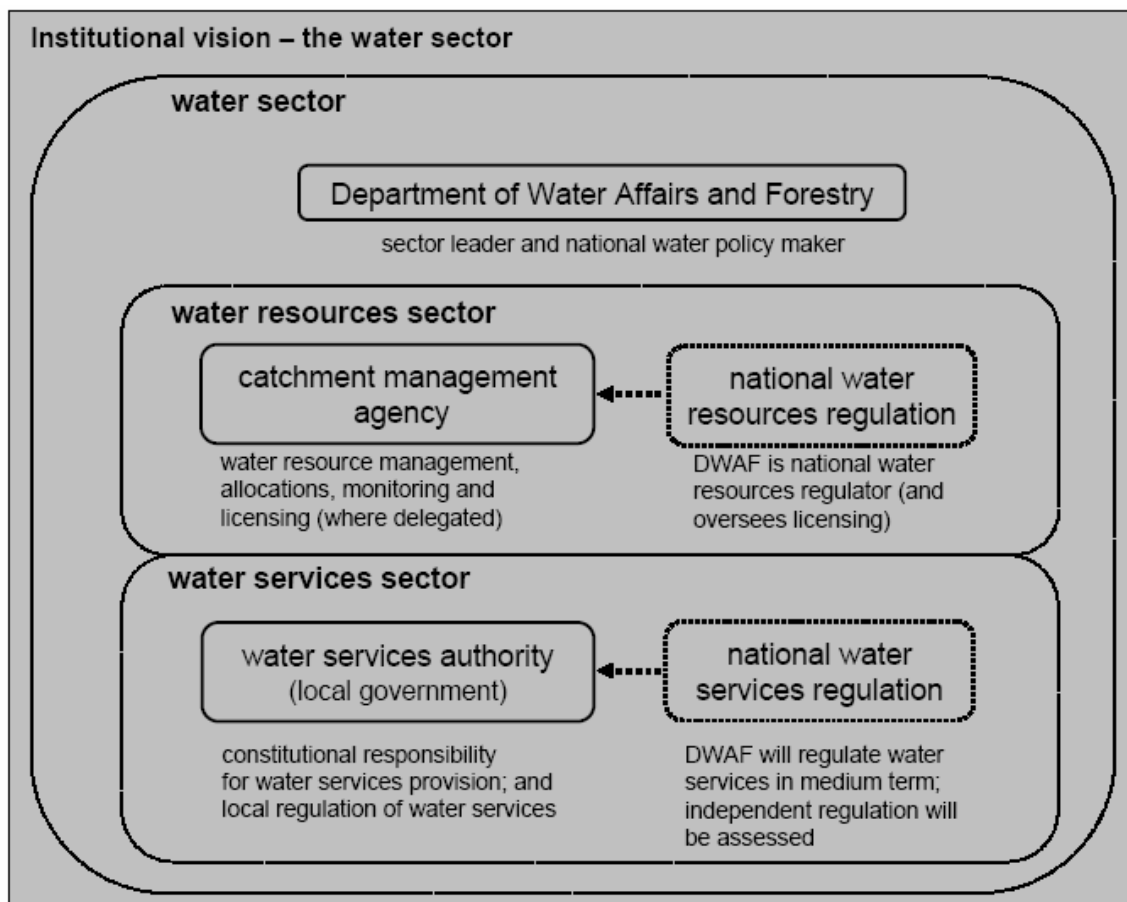 Institutional vision – the water sector
water sector
Department of Water Affairs and Forestry
sector leader and national water policy maker
water resources sector
catchment management
agency
national water
resources regulation
water resource management,
allocations, monitoring and
licensing (where delegated)
DWAF is national water
resources regulator (and
oversees licensing)
water services sector
water services authority
(local government)
national water
services regulation
constitutional responsibility
for water services provision; and
local regulation of water services
DWAF will regulate water
services in medium term;
independent regulation will
be assessed